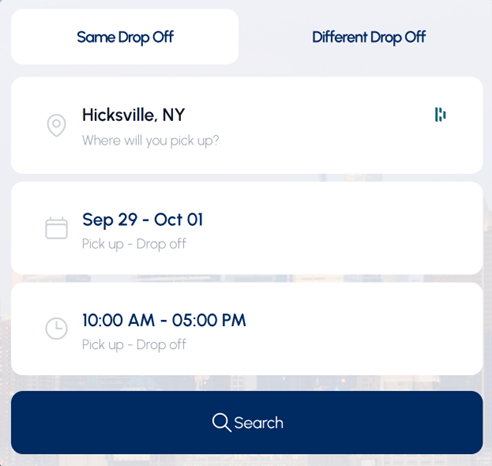 Same Drop Off
Different Drop Off
Hicksville, NY
Where will you pick up?
Sep 29 - Oct 01
Pick up - Drop off
10:00 AM - 05:00 PM
Pick up - Drop off
Search